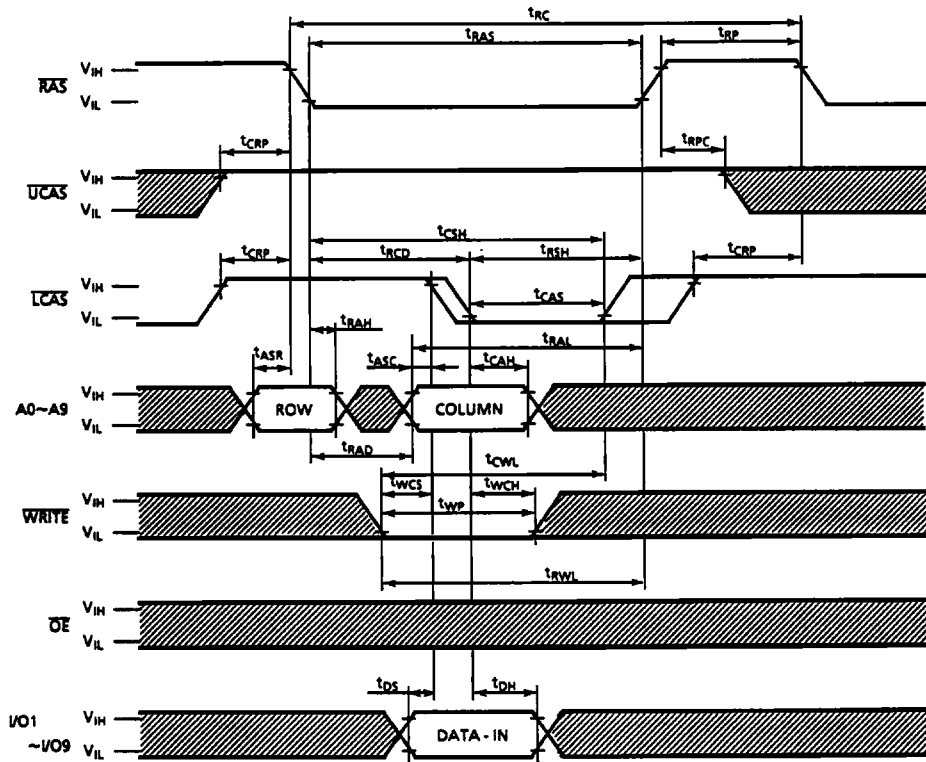 tRC
tRAS
tRP
RAS
VIH
VIL
tCRP
tRPC
UCAS
VIH
VIL
tCSH
tCRP
tRCD
tRSH
tCRP
LCAS
VIH
VIL
tCAS
tRAH
tRAL
tASR
tASC
tCAH
A0~A9
VIH
VIL
ROW
COLUMN
tRAD
tCWL
tWCS
tWCH
WRITE
VIH
VIL
tWP
tRWL
OE
VIH
VIL
tDS
tDH
I/O1
~I/O9
VIH
VIL
DATA - IN